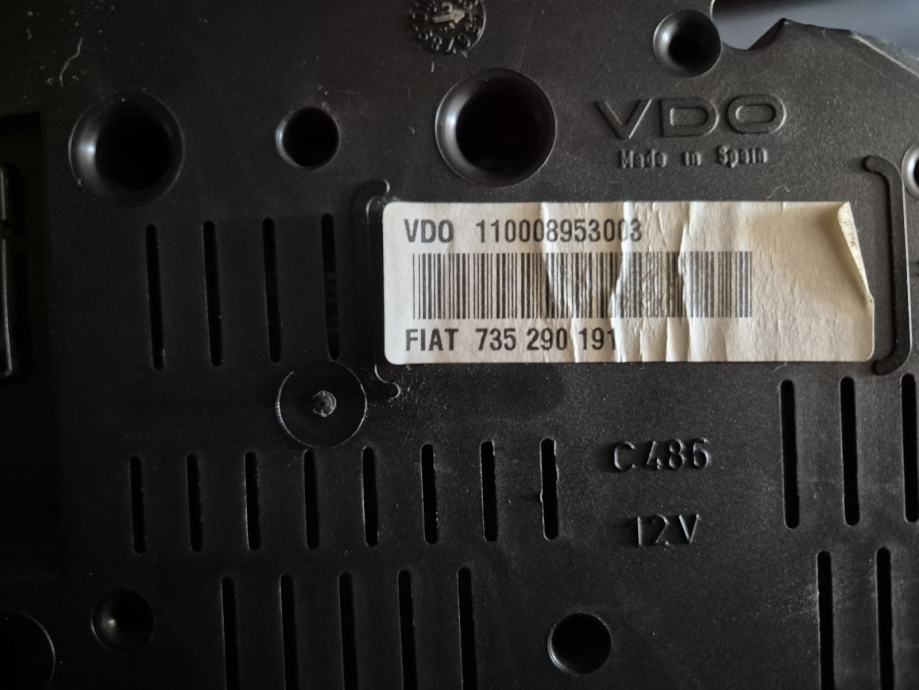 VDO
Made in Spain
VDO 110008953003
FIAT 735 290 191
C486
12V